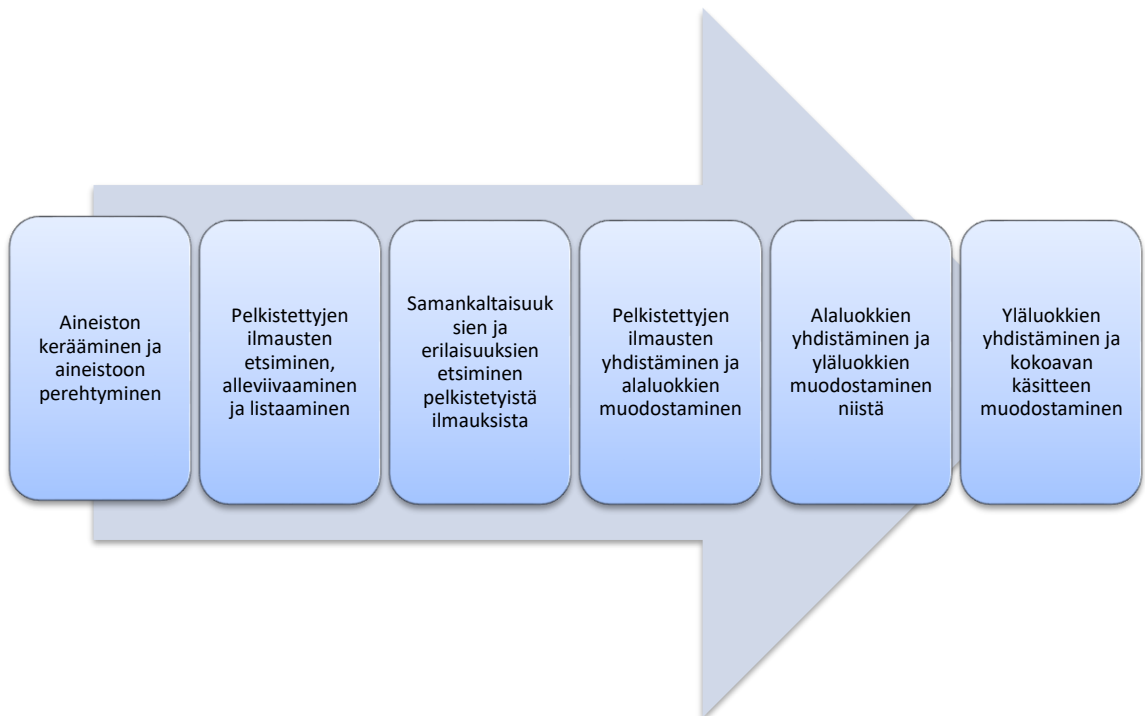 Aineiston
kerääminen ja
aineistoon
perehtyminen
Pelkistettyjen
ilmausten
etsiminen,
alleviivaaminen
ja listaaminen
Samankaltaisuuk
sien ja
erilaisuuksien
etsiminen
pelkistetyistä
ilmauksista
Pelkistettyjen
ilmausten
yhdistäminen ja
alaluokkien
muodostaminen
Alaluokkien
yhdistäminen ja
yläluokkien
muodostaminen
niistä
Yläluokkien
yhdistäminen ja
kokoavan
käsitteen
muodostaminen